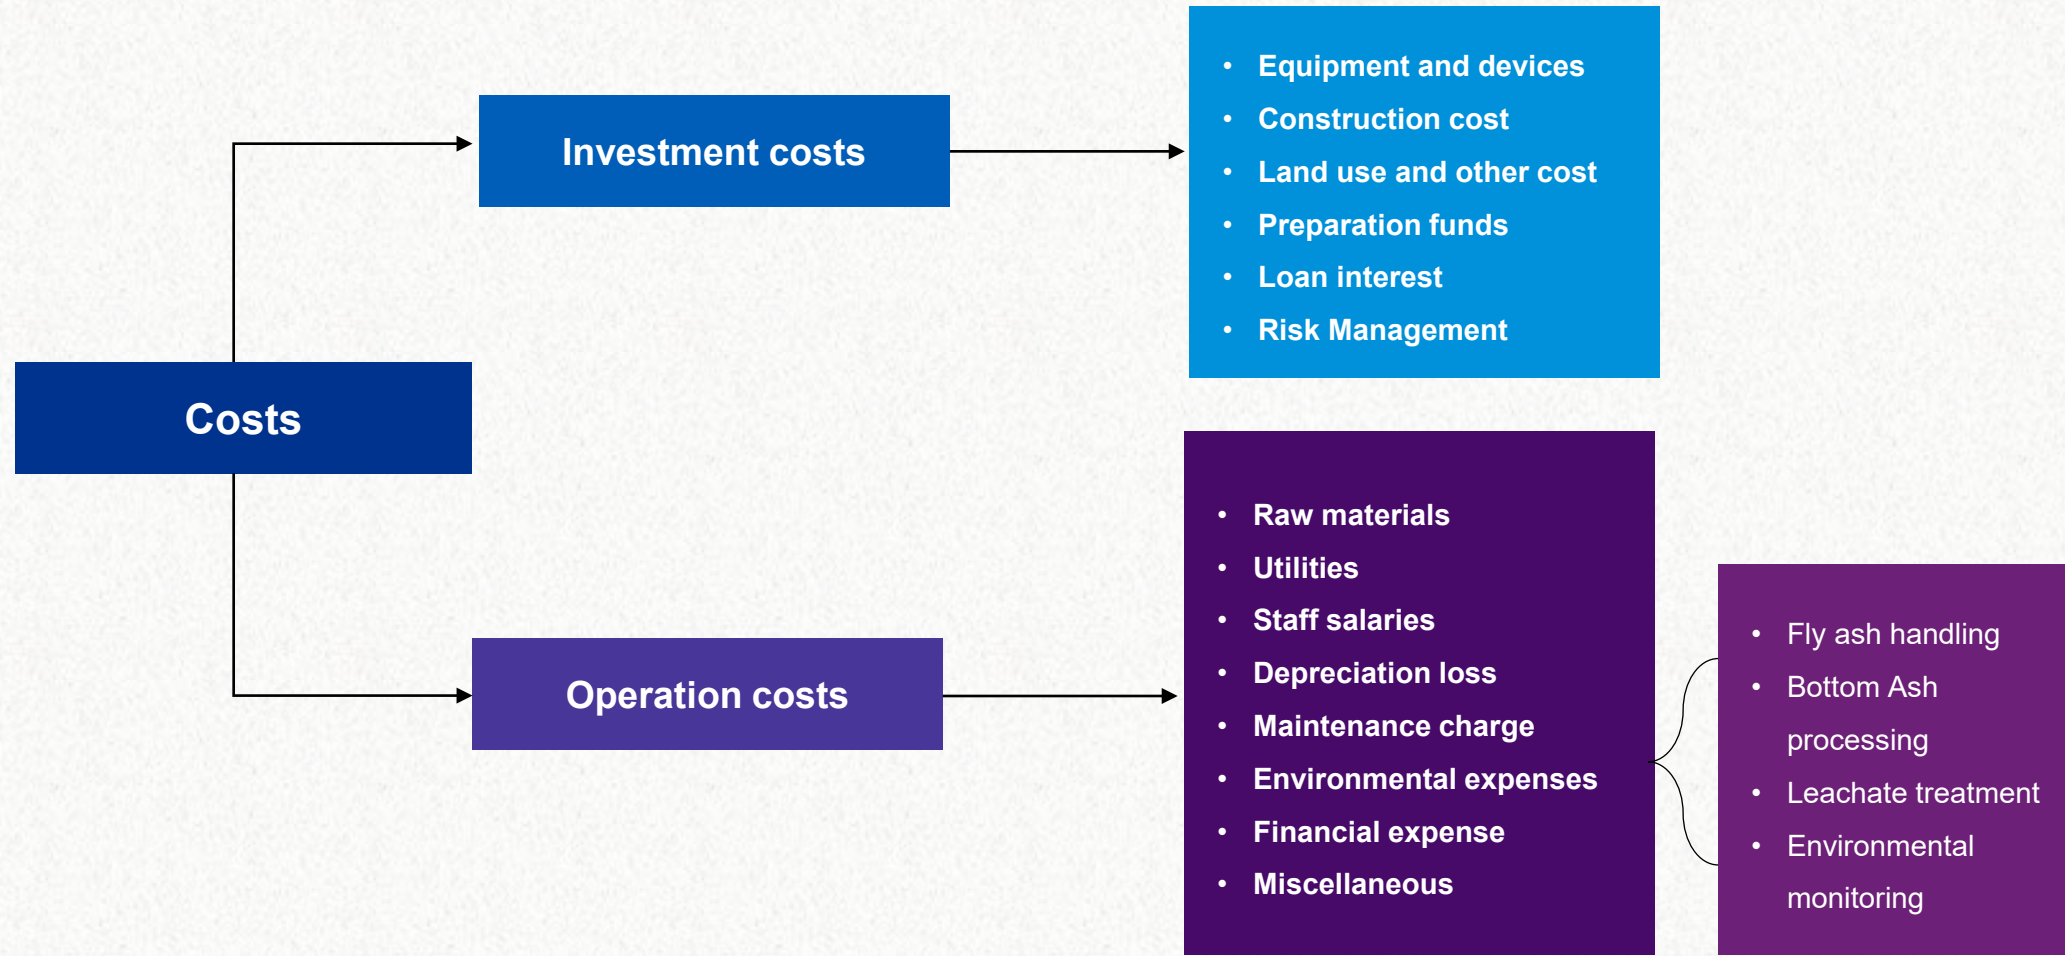 Costs
Investment costs
• Equipment and devices
• Construction cost
• Land use and other cost
• Preparation funds
• Loan interest
• Risk Management
Operation costs
• Raw materials
• Utilities
• Staff salaries
• Depreciation loss
• Maintenance charge
• Environmental expenses
• Financial expense
• Miscellaneous
• Fly ash handling
• Bottom Ash
processing
• Leachate treatment
• Environmental
monitoring